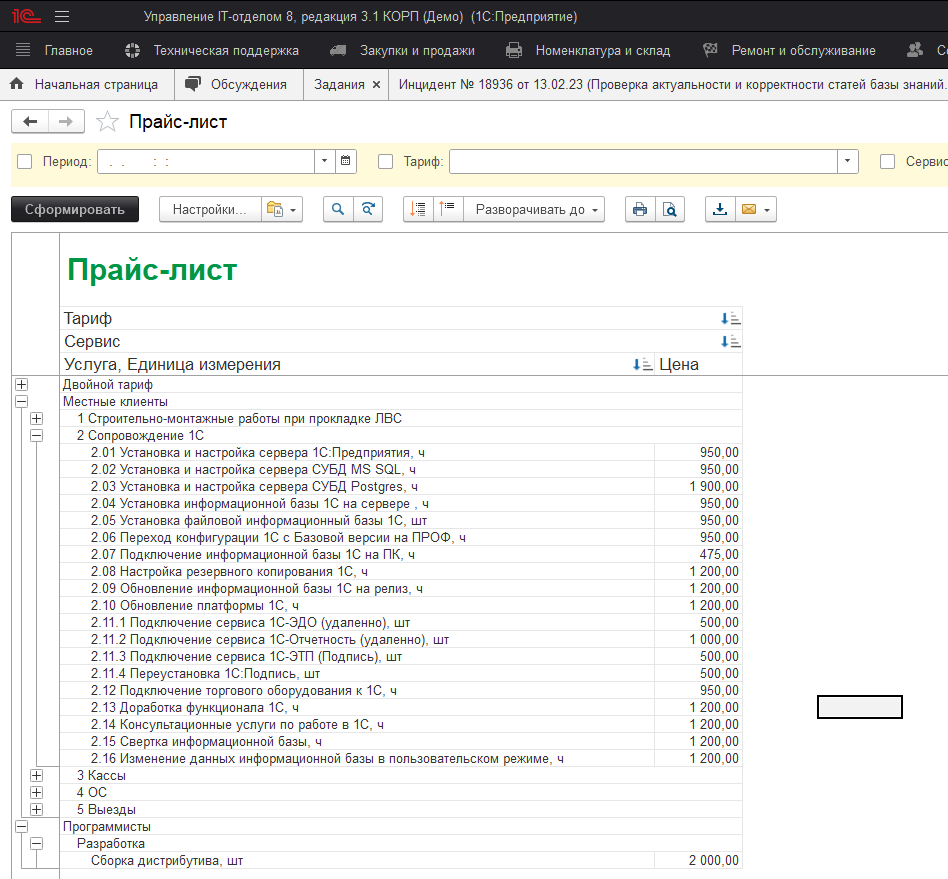 1С Управление IT-отделом 8, редакция 3.1 КОРП (Демо) (1С:Предприятие)
Главное Техническая поддержка Закупки и продажи Номенклатура и склад Ремонт и обслуживание
Начальная страница Обсуждения Задания × Инцидент № 18936 от 13.02.23 (Проверка актуальности и корректности статей базы знаний.
Прайс-лист
Период: . . : : Тариф: Сервис
Сформировать Настройки... Разворачивать до
Прайс-лист
Тариф
Сервис
Услуга, Единица измерения Цена
Двойной тариф
Местные клиенты
1 Строительно-монтажные работы при прокладке ЛВС
2 Сопровождение 1С
2.01 Установка и настройка сервера 1С:Предприятия, ч 950,00
2.02 Установка и настройка сервера СУБД MS SQL, ч 950,00
2.03 Установка и настройка сервера СУБД Postgres, ч 1 900,00
2.04 Установка информационной базы 1С на сервере , ч 950,00
2.05 Установка файловой информационный базы 1С, шт 950,00
2.06 Переход конфигурации 1С с Базовой версии на ПРОФ, ч 950,00
2.07 Подключение информационной базы 1С на ПК, ч 475,00
2.08 Настройка резервного копирования 1С, ч 1 200,00
2.09 Обновление информационной базы 1С на релиз, ч 1 200,00
2.10 Обновление платформы 1С, ч 1 200,00
2.11.1 Подключение сервиса 1С-ЭДО (удаленно), шт 500,00
2.11.2 Подключение сервиса 1С-Отчетность (удаленно), шт 1 000,00
2.11.3 Подключение сервиса 1С-ЭТП (Подпись), шт 500,00
2.11.4 Переустановка 1С:Подпись, шт 500,00
2.12 Подключение торгового оборудования к 1С, ч 950,00
2.13 Доработка функционала 1С, ч 1 200,00
2.14 Консультационные услуги по работе в 1С, ч 1 200,00
2.15 Свертка информационной базы, ч 1 200,00
2.16 Изменение данных информационной базы в пользовательском режиме, ч 1 200,00
3 Кассы
4 ОС
5 Выезды
Программисты
Разработка
Сборка дистрибутива, шт 2 000,00